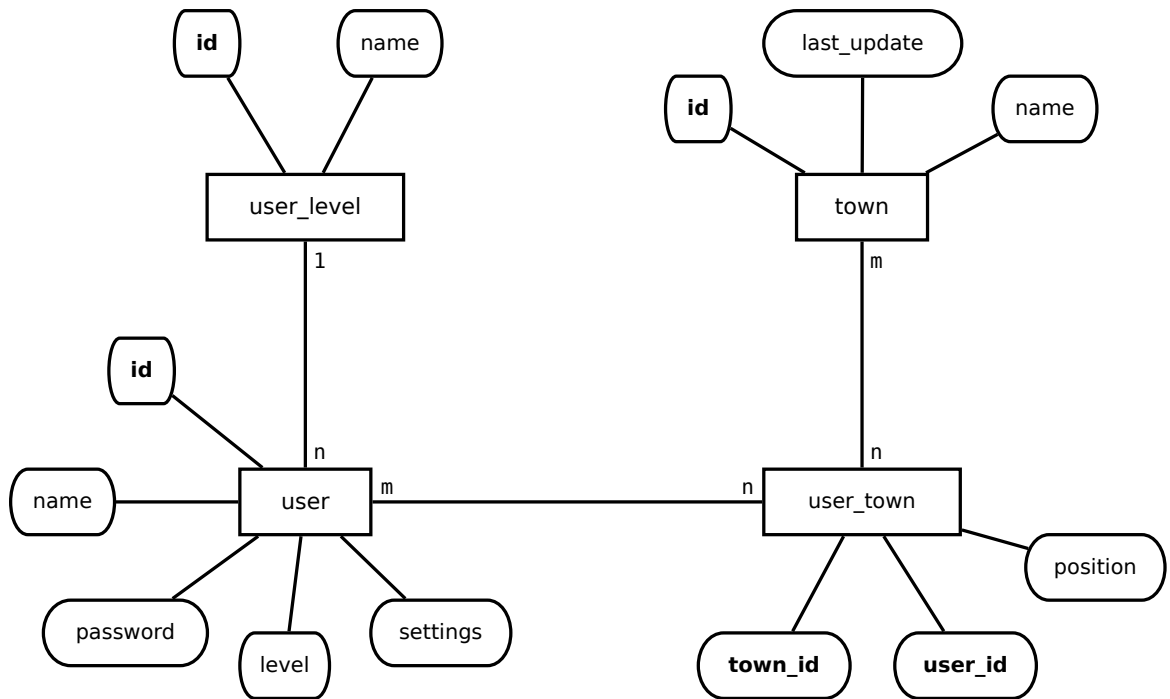 id
name
last_update
id
name
user_level
town
1
m
id
n
n
name
user
m
n
user_town
position
password
level
settings
town_id
user_id